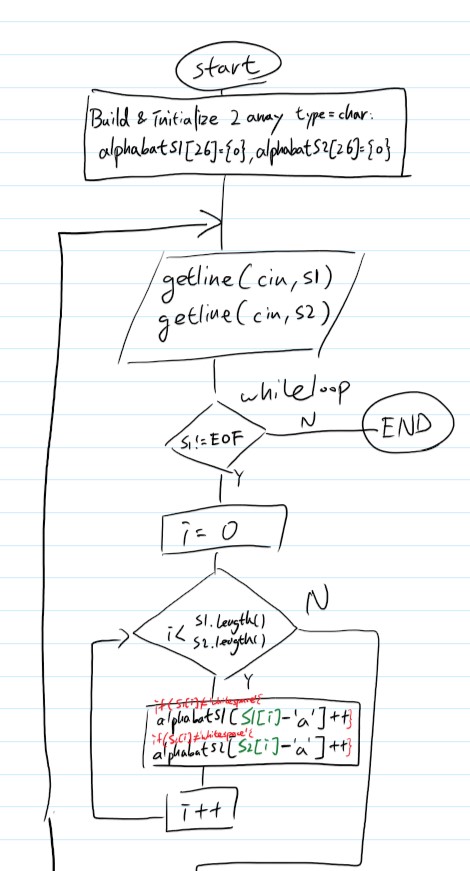 start
Build & Initialize 2 array type=char:
alphabatS1[26]={0}, alphabatS2[26]={0}
getline(cin,S1)
getline(cin,S2)
whileloop
S1!=EOF
N
END
Y
i= 0
i< S1.length()
S2.length()
N
Y
if(S1[i]≠'whitespace'{
alphabatS1[S1[i]-'a']++}
if(S2[i]≠'whitespace'{
alphabatS2[S2[i]-'a']++}
i++